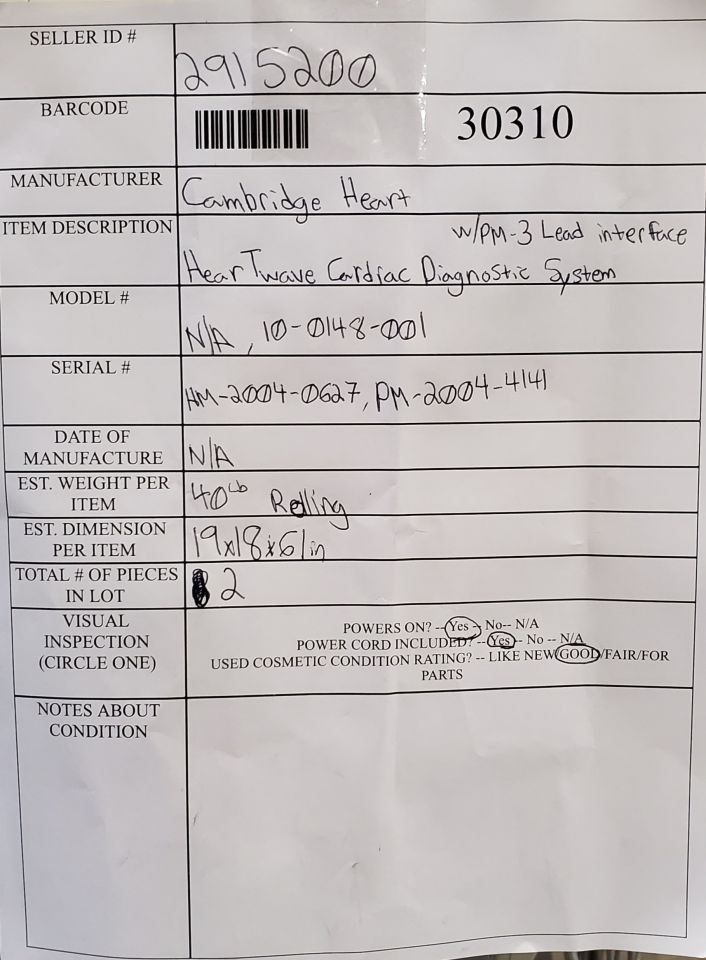 SELLER ID #
2915200
BARCODE
30310
MANUFACTURER
Cambridge Heart
ITEM DESCRIPTION
w/PM-3 Lead interface
HearTwave Cardiac Diagnostic System
MODEL #
N/A, 10-0148-001
SERIAL #
HM-2004-0627, PM-2004-4141
DATE OF
MANUFACTURE
N/A
EST. WEIGHT PER
ITEM
40 Lb Rolling
EST. DIMENSION
PER ITEM
19x18x61in
TOTAL # OF PIECES
IN LOT
2
VISUAL
INSPECTION
(CIRCLE ONE)
POWERS ON? -- Yes -- No-- N/A
POWER CORD INCLUDED? -- Yes -- No -- N/A
USED COSMETIC CONDITION RATING? -- LIKE NEW/GOOD/FAIR/FOR
PARTS
NOTES ABOUT
CONDITION